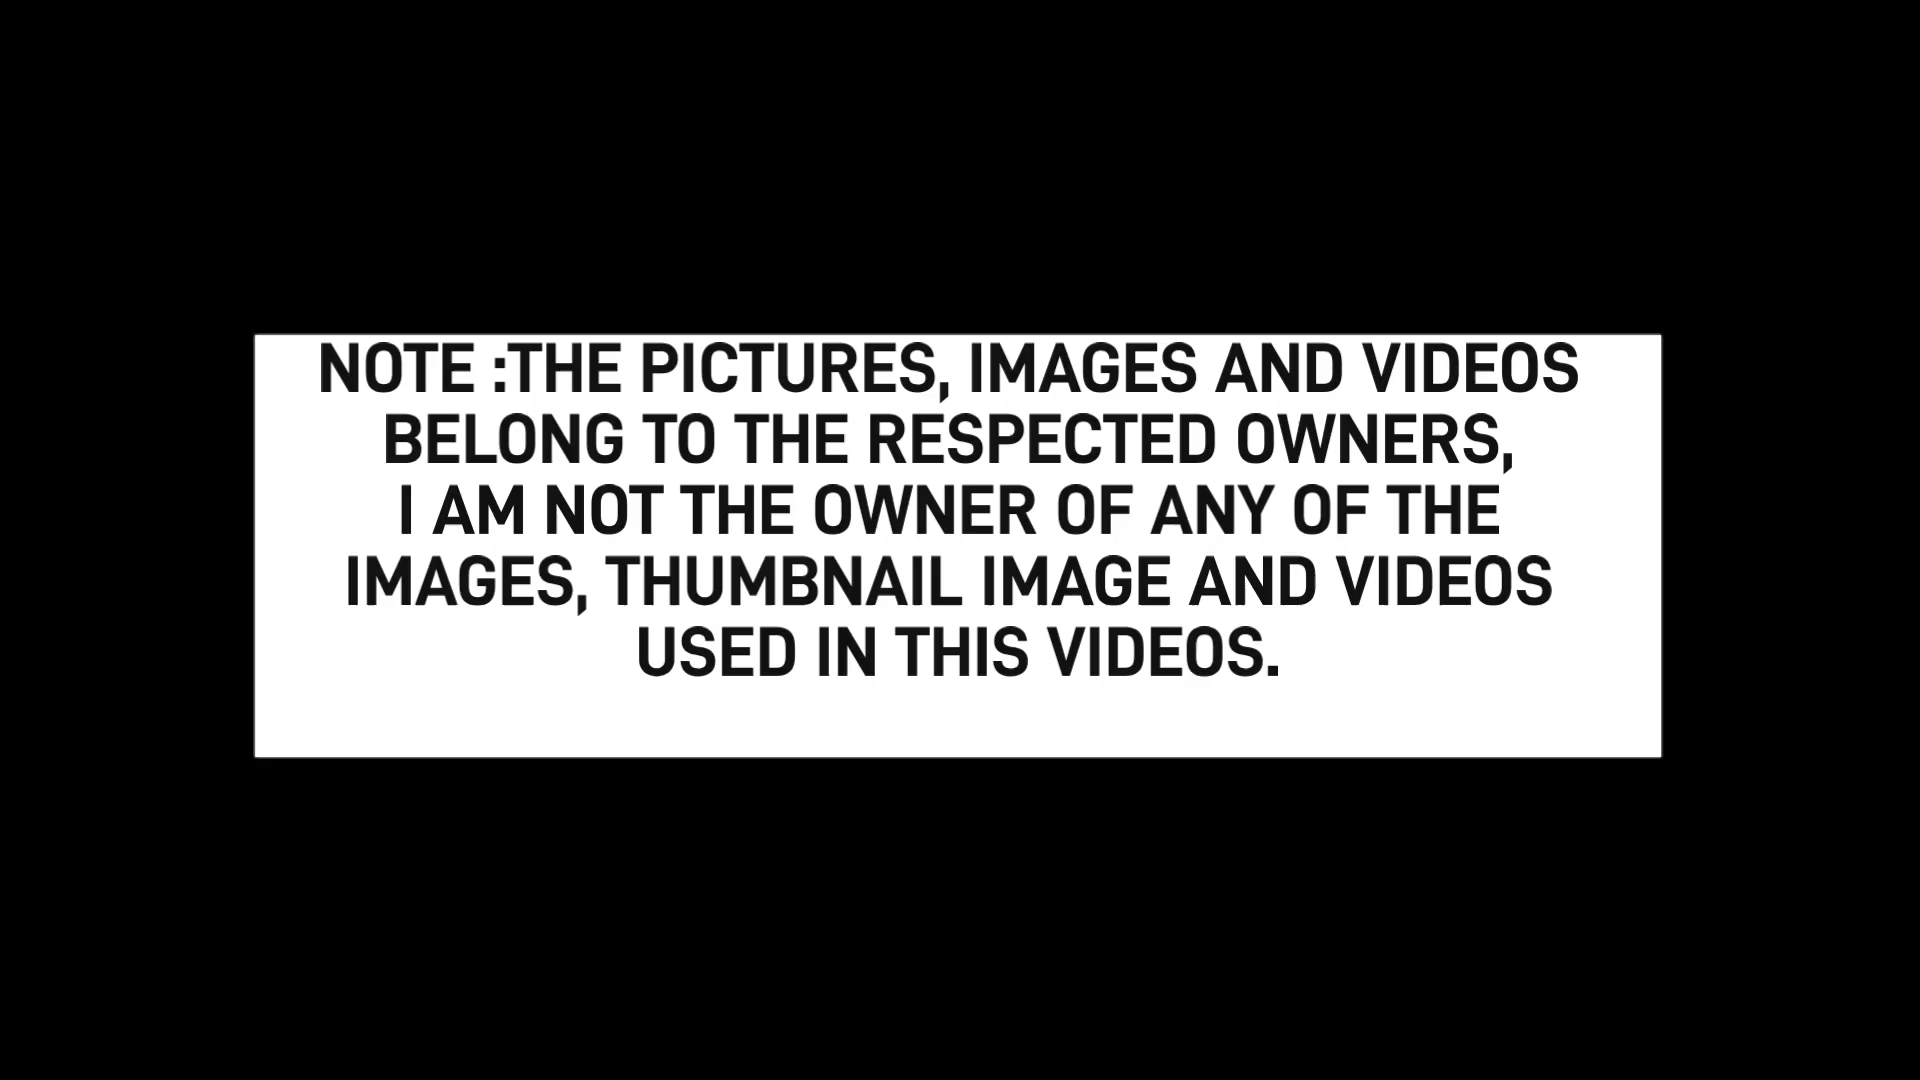 NOTE :THE PICTURES, IMAGES AND VIDEOS
BELONG TO THE RESPECTED OWNERS,
I AM NOT THE OWNER OF ANY OF THE
IMAGES, THUMBNAIL IMAGE AND VIDEOS
USED IN THIS VIDEOS.